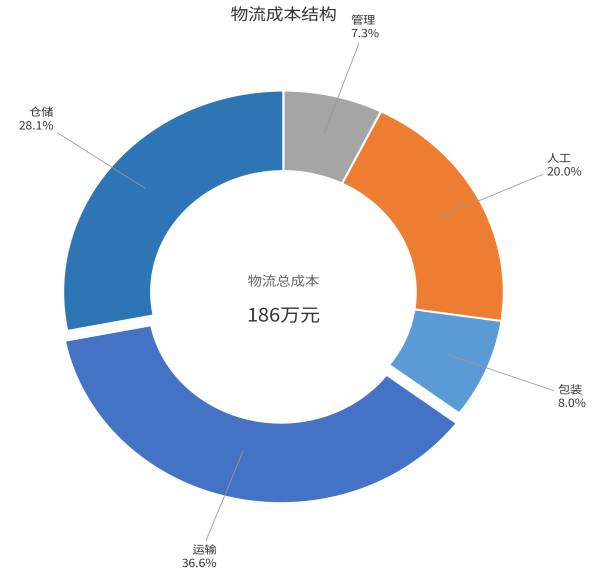 物流成本结构
管理
7.3%
仓储
28.1%
人工
20.0%
物流总成本
186万元
包装
8.0%
运输
36.6%